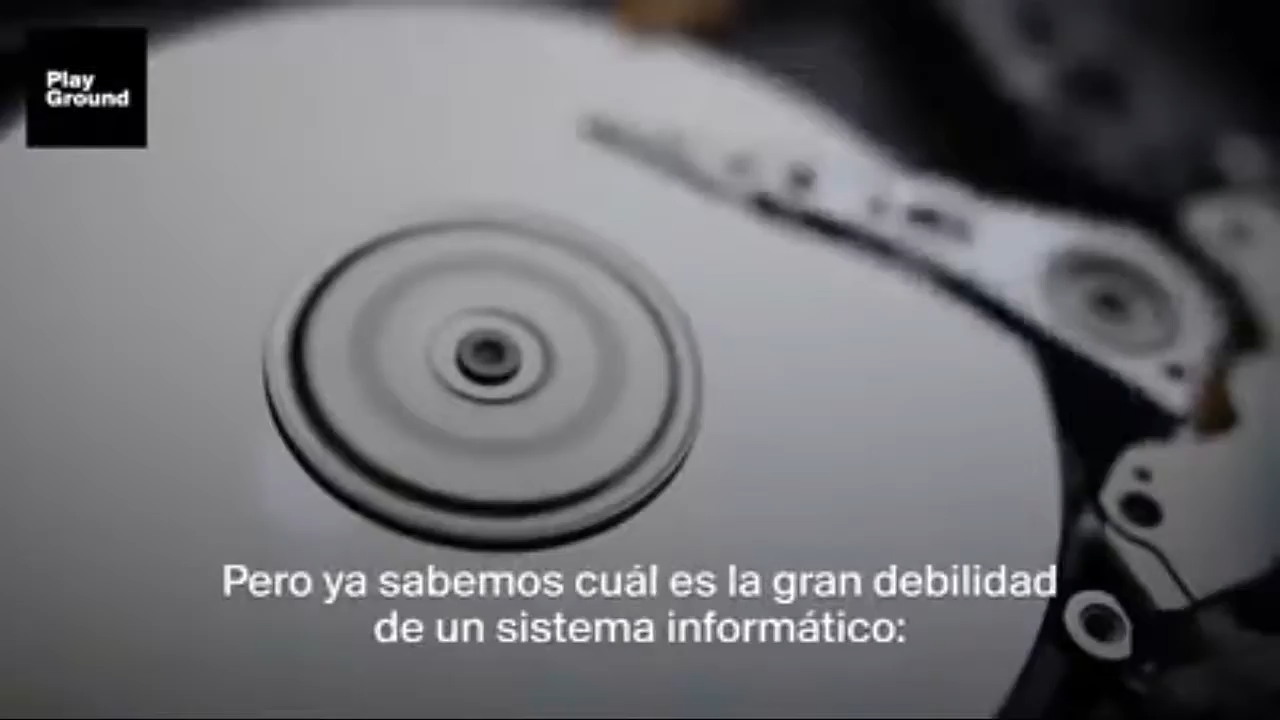 Play
Ground
Pero ya sabemos cuál es la gran debilidad
de un sistema informático: